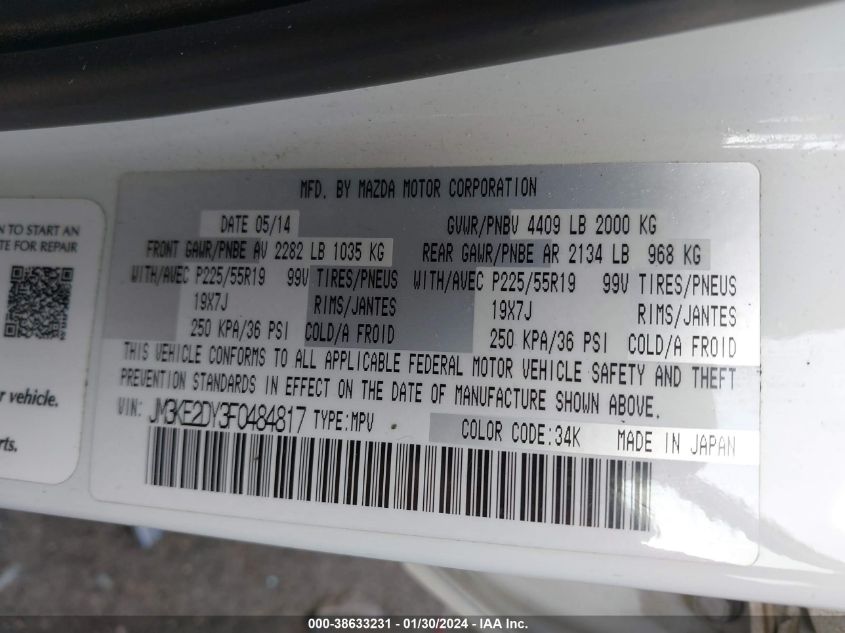 MFD. BY MAZDA MOTOR CORPORATION
DATE 05/14 GVWR/PNBV 4409 LB 2000 KG
FRONT GAWR/PNBE AV 2282 LB 1035 KG REAR GAWR/PNBE AR 2134 LB 968 KG
WITH/AVEC P225/55R19 99V TIRES/PNEUS WITH/AVEC P225/55R19 99V TIRES/PNEUS
19X7J RIMS/JANTES 19X7J RIMS/JANTES
250 KPA/36 PSI COLD/A FROID 250 KPA/36 PSI COLD/A FROID
THIS VEHICLE CONFORMS TO ALL APPLICABLE FEDERAL MOTOR VEHICLE SAFETY AND THEFT
PREVENTION STANDARDS IN EFFECT ON THE DATE OF MANUFACTURE SHOWN ABOVE.
VIN: JM3KE2DY3F0484817 TYPE:MPV
COLOR CODE:34K MADE IN JAPAN
TO START AN
FOR REPAIR
vehicle.
000-38633231 - 01/30/2024 - IAA Inc.